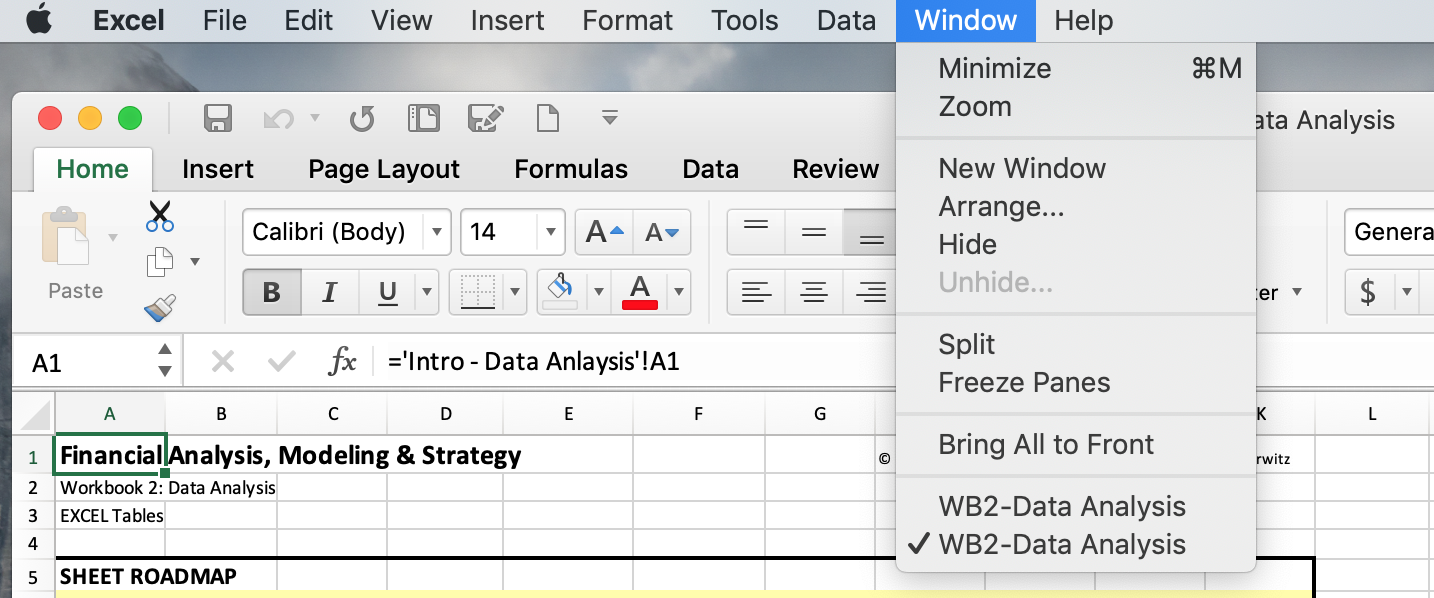 Excel File Edit View Insert Format Tools Data Window Help
Minimize ⌘M
Zoom
New Window
Arrange...
Hide
Unhide...
Split
Freeze Panes
Bring All to Front
WB2-Data Analysis
✓ WB2-Data Analysis
Analysis
Home Insert Page Layout Formulas Data Review
Paste
Calibri (Body) 14 A A
B I U A $
A1 fx ='Intro - Data Anlaysis'!A1
A B C D E F G K L
1 Financial Analysis, Modeling & Strategy ©
2 Workbook 2: Data Analysis
3 EXCEL Tables
4
5 SHEET ROADMAP